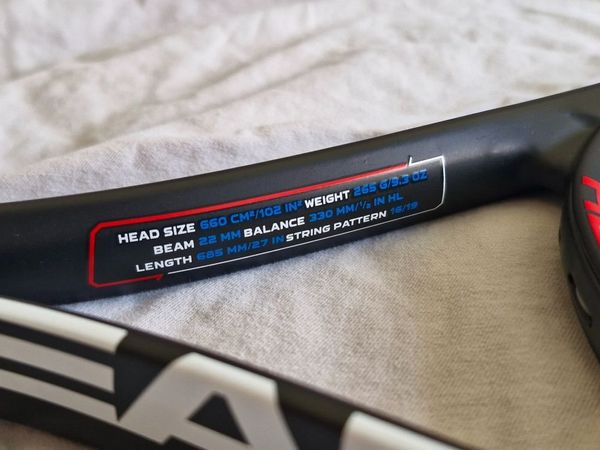 HEAD SIZE 660 CM²/102 IN² WEIGHT 265 G/9.3 OZ
BEAM 22 MM BALANCE 330 MM/½ IN HL
LENGTH 685 MM/27 IN STRING PATTERN 16/19
EA